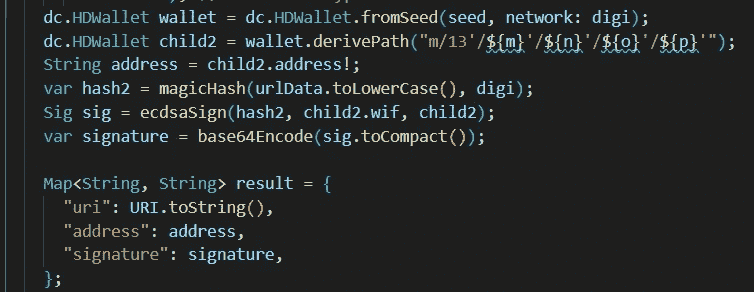 dc.HDWallet wallet = dc.HDWallet.fromSeed(seed, network: digi);
dc.HDWallet child2 = wallet.derivePath("m/13'/${m}'/${n}'/${o}'/${p}'");
String address = child2.address!;
var hash2 = magicHash(urlData.toLowerCase(), digi);
Sig sig = ecdsaSign(hash2, child2.wif, child2);
var signature = base64Encode(sig.toCompact());
Map<String, String> result = {
"uri": URI.toString(),
"address": address,
"signature": signature,
};